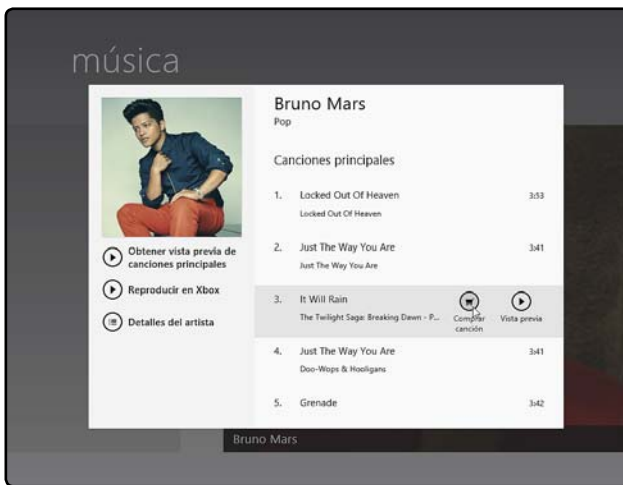 música
Bruno Mars
Pop
Canciones principales
1. Locked Out Of Heaven 3:53
Locked Out Of Heaven
2. Just The Way You Are 3:41
Just The Way You Are
3. It Will Rain
The Twilight Saga: Breaking Dawn - P...
Comprar canción
Vista previa
4. Just The Way You Are 3:41
Doo-Wops & Hooligans
5. Grenade 3:42
Obtener vista previa de
canciones principales
Reproducir en Xbox
Detalles del artista
Bruno Mars